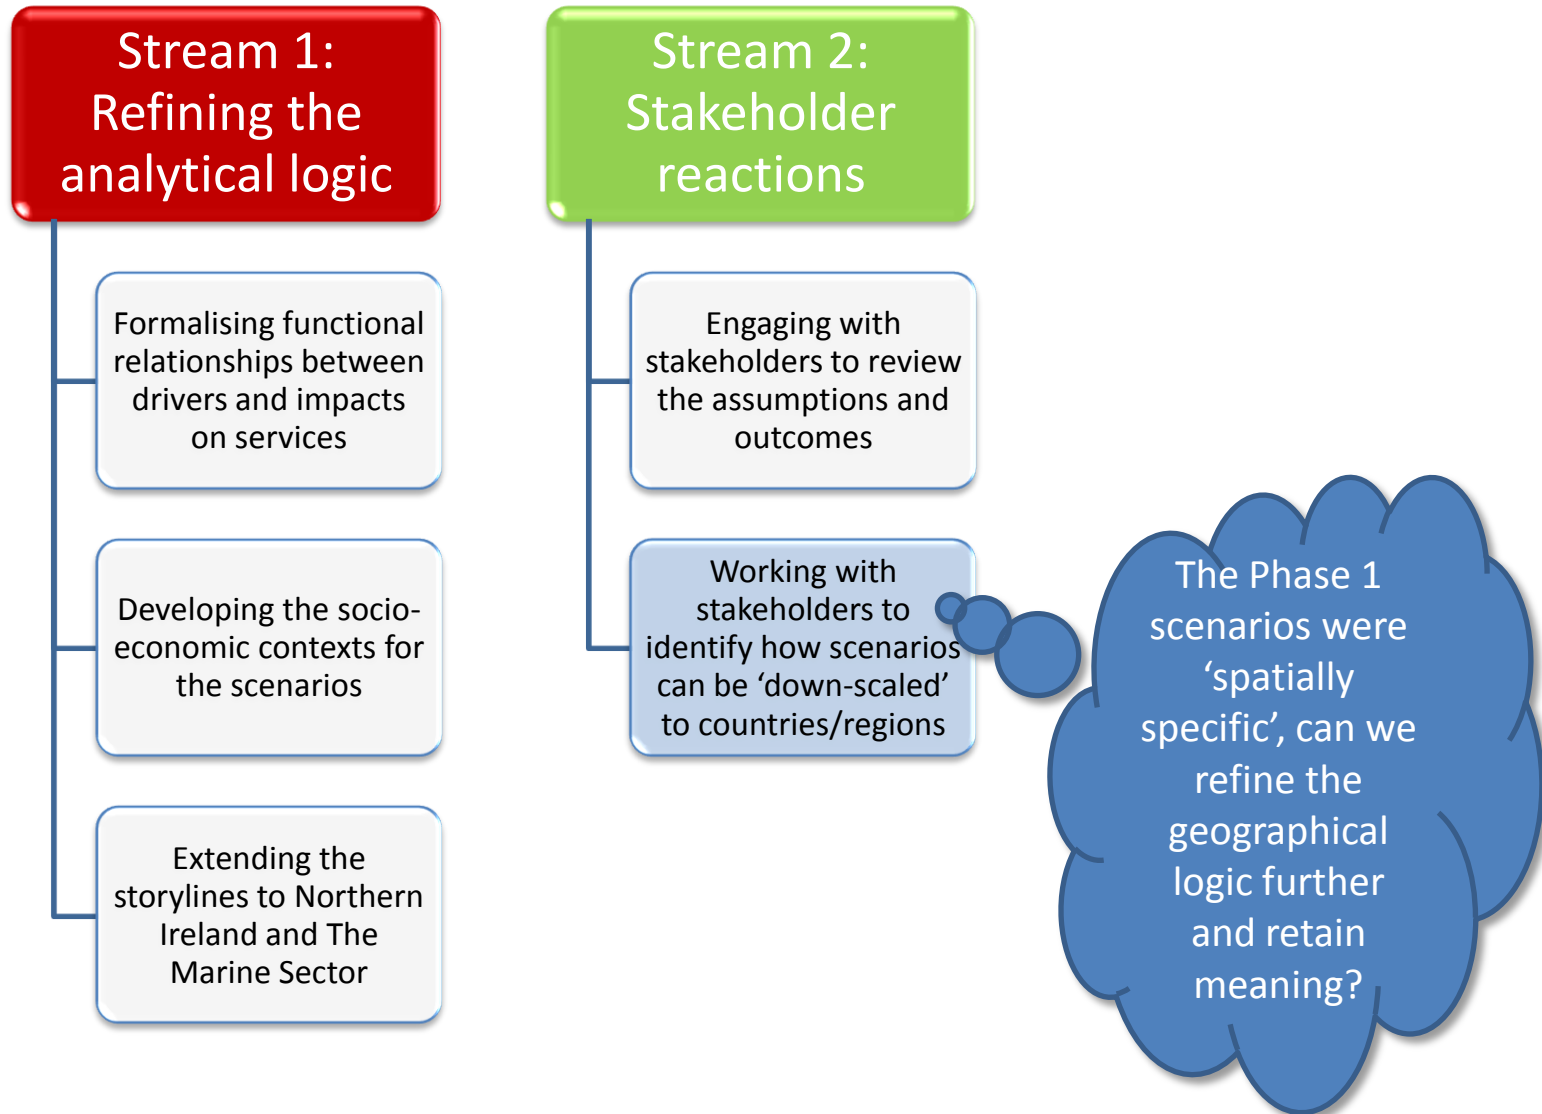 Stream 1:
Refining the
analytical logic
Formalising functional
relationships between
drivers and impacts
on services
Developing the socio-
economic contexts for
the scenarios
Extending the
storylines to Northern
Ireland and The
Marine Sector
Stream 2:
Stakeholder
reactions
Engaging with
stakeholders to review
the assumptions and
outcomes
Working with
stakeholders to
identify how scenarios
can be ‘down-scaled’
to countries/regions
The Phase 1
scenarios were
‘spatially
specific’, can we
refine the
geographical
logic further
and retain
meaning?